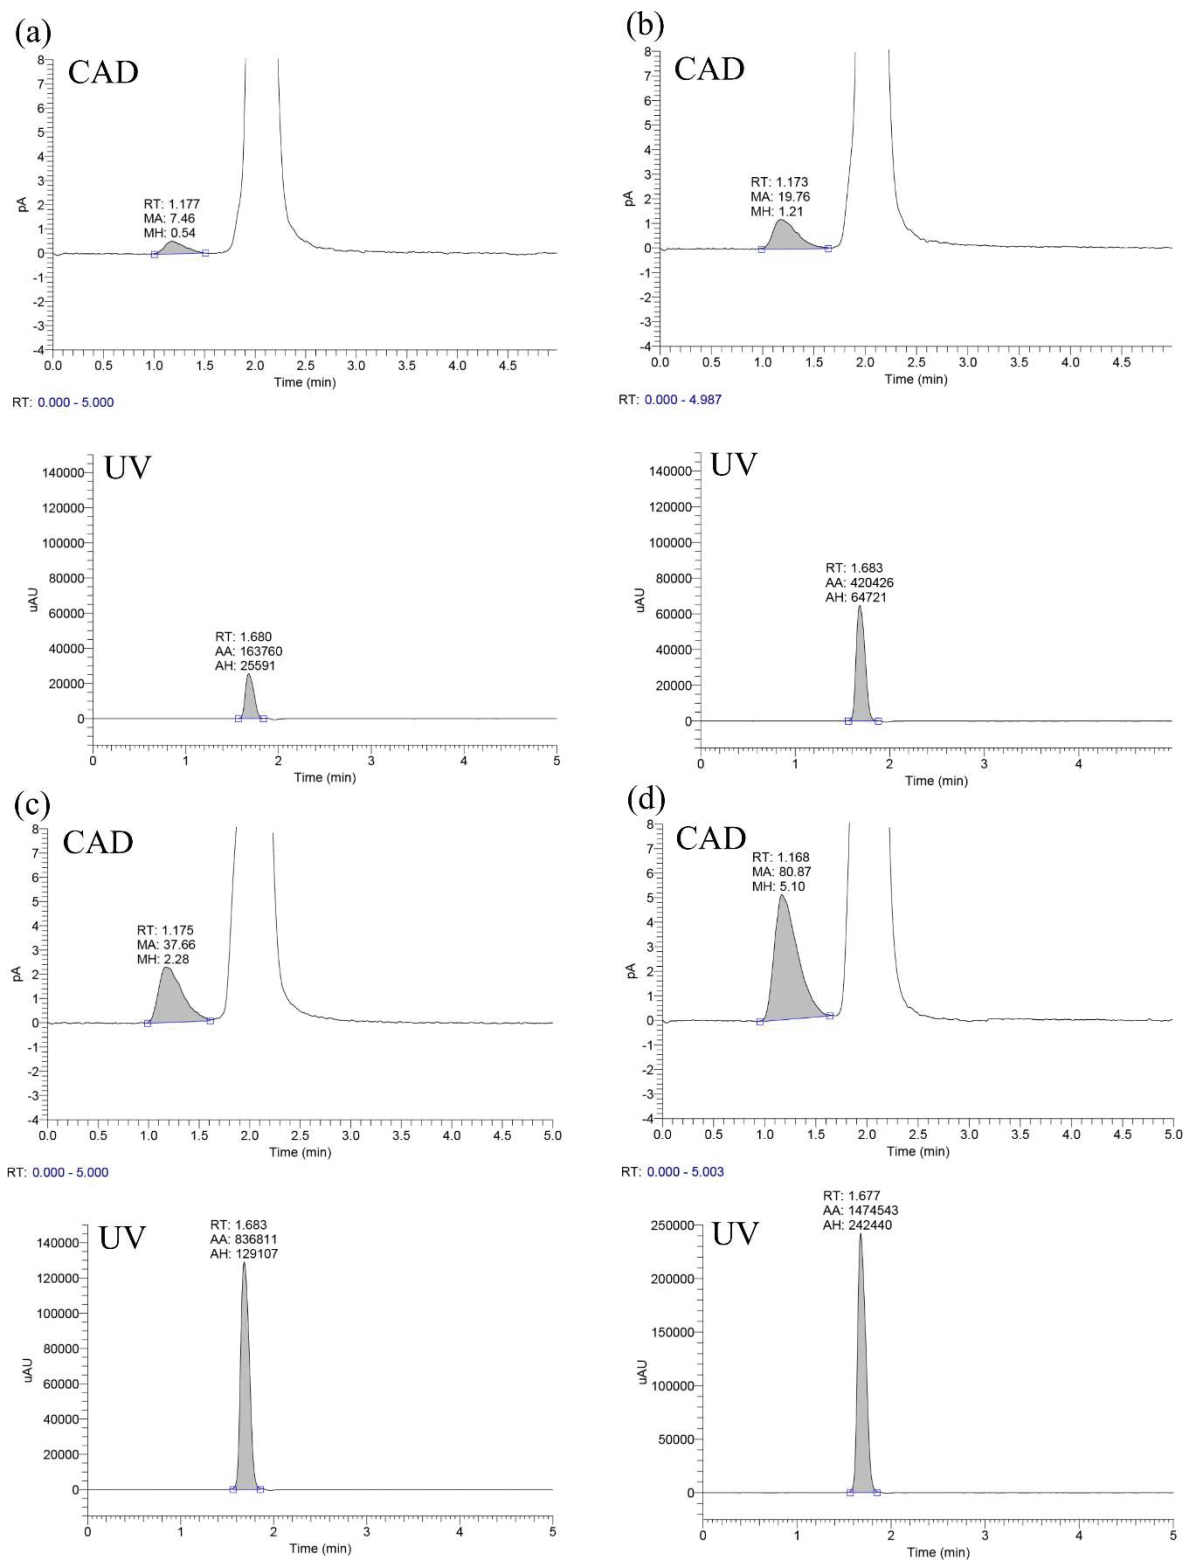 (a)
CAD
8
7
6
5
4
3
2
1
0
-1
-2
-3
-4
pA
RT: 1.177
MA: 7.46
MH: 0.54
0.0 0.5 1.0 1.5 2.0 2.5 3.0 3.5 4.0 4.5
Time (min)
RT: 0.000 - 5.000
UV
140000
120000
100000
80000
60000
40000
20000
0
uAU
RT: 1.680
AA: 163760
AH: 25591
0 1 2 3 4 5
Time (min)
(b)
CAD
8
7
6
5
4
3
2
1
0
-1
-2
-3
-4
pA
RT: 1.173
MA: 19.76
MH: 1.21
0.0 0.5 1.0 1.5 2.0 2.5 3.0 3.5 4.0 4.5
Time (min)
RT: 0.000 - 4.987
UV
140000
120000
100000
80000
60000
40000
20000
0
uAU
RT: 1.683
AA: 420426
AH: 64721
0 1 2 3 4
Time (min)
(c)
CAD
8
7
6
5
4
3
2
1
0
-1
-2
-3
-4
pA
RT: 1.175
MA: 37.66
MH: 2.28
0.0 0.5 1.0 1.5 2.0 2.5 3.0 3.5 4.0 4.5 5.0
Time (min)
RT: 0.000 - 5.000
UV
140000
120000
100000
80000
60000
40000
20000
0
uAU
RT: 1.683
AA: 836811
AH: 129107
0 1 2 3 4 5
Time (min)
(d)
CAD
8
7
6
5
4
3
2
1
0
-1
-2
-3
-4
pA
RT: 1.168
MA: 80.87
MH: 5.10
0.0 0.5 1.0 1.5 2.0 2.5 3.0 3.5 4.0 4.5 5.0
Time (min)
RT: 0.000 - 5.003
UV
250000
200000
150000
100000
50000
0
uAU
RT: 1.677
AA: 1474543
AH: 242440
0 1 2 3 4 5
Time (min)